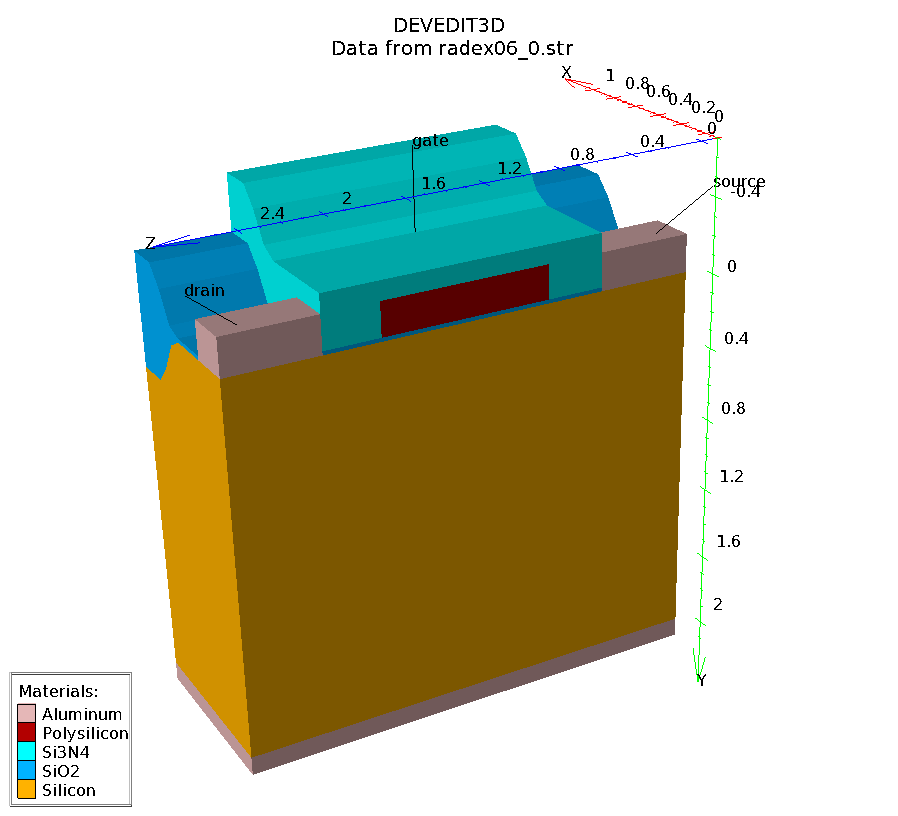 DEVEDIT3D
Data from radex06_0.str
X
1
0.8
0.6
0.4
0.2
0
0
gate
0.4
0.8
1.2
1.6
2
2.4
Z
source
-0.4
drain
0
0.4
0.8
1.2
1.6
2
Y
Materials:
Aluminum
Polysilicon
Si3N4
SiO2
Silicon